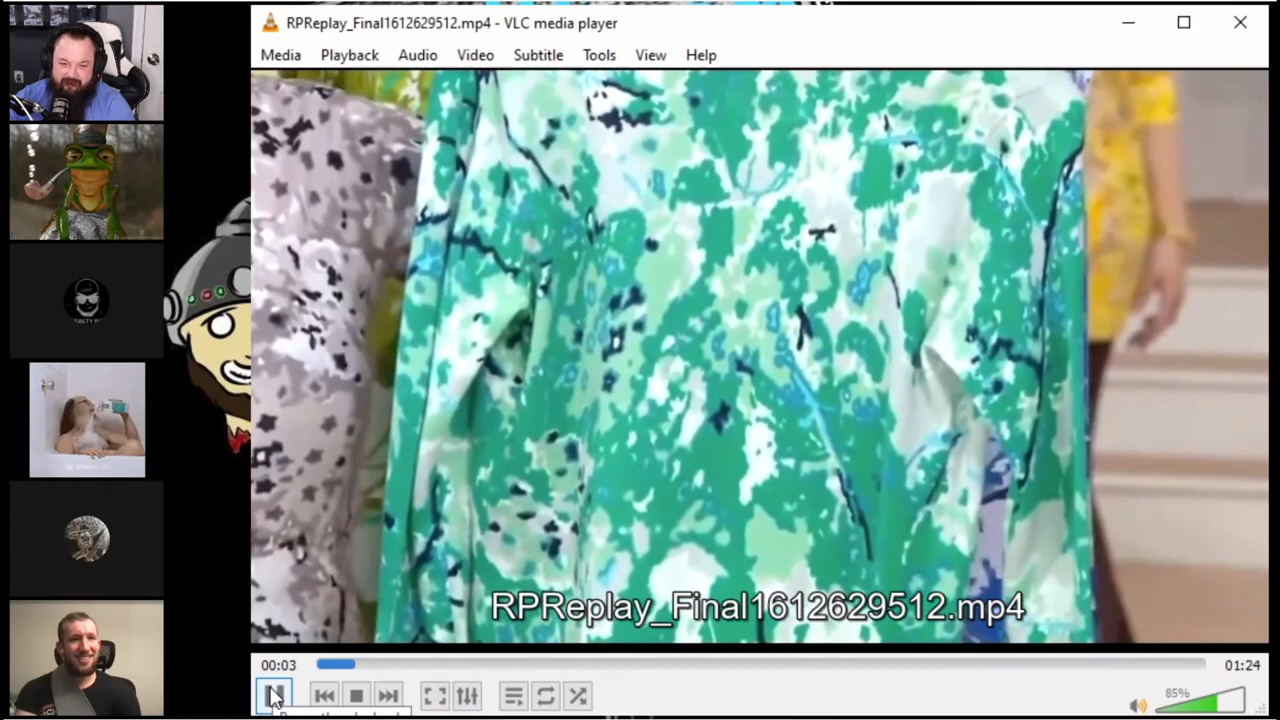 RPReplay_Final1612629512.mp4 - VLC media player
Media Playback Audio Video Subtitle Tools View Help
RPReplay_Final1612629512.mp4
00:03
01:24
85%